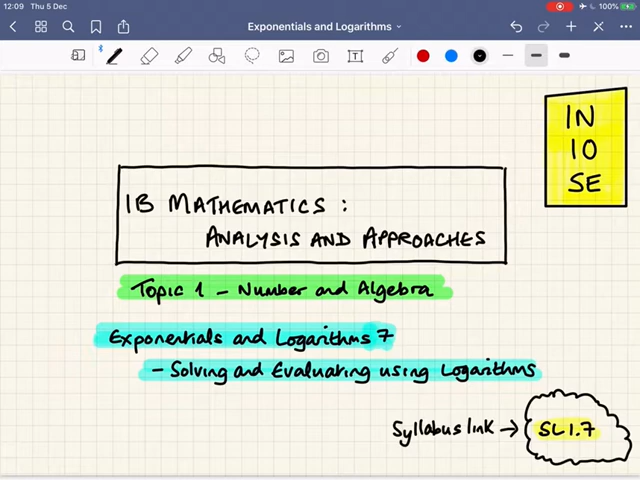 12:09 Thu 5 Dec 100%
Exponentials and Logarithms
IN
10
SE
IB MATHEMATICS:
ANALYSIS AND APPROACHES
Topic 1 - Number and Algebra
Exponentials and Logarithms 7
- Solving and Evaluating using Logarithms
Syllabus link → SL1.7